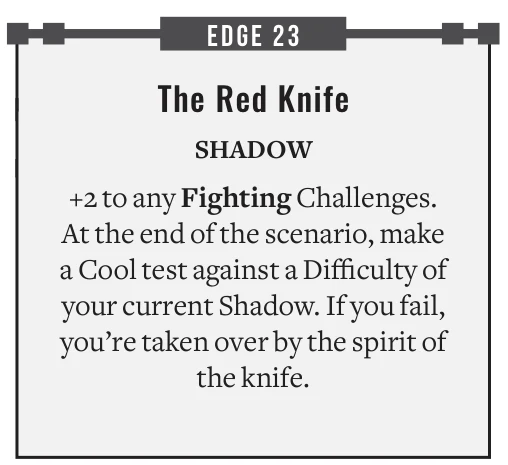 EDGE 23
The Red Knife
SHADOW
+2 to any Fighting Challenges.
At the end of the scenario, make
a Cool test against a Difficulty of
your current Shadow. If you fail,
you’re taken over by the spirit of
the knife.